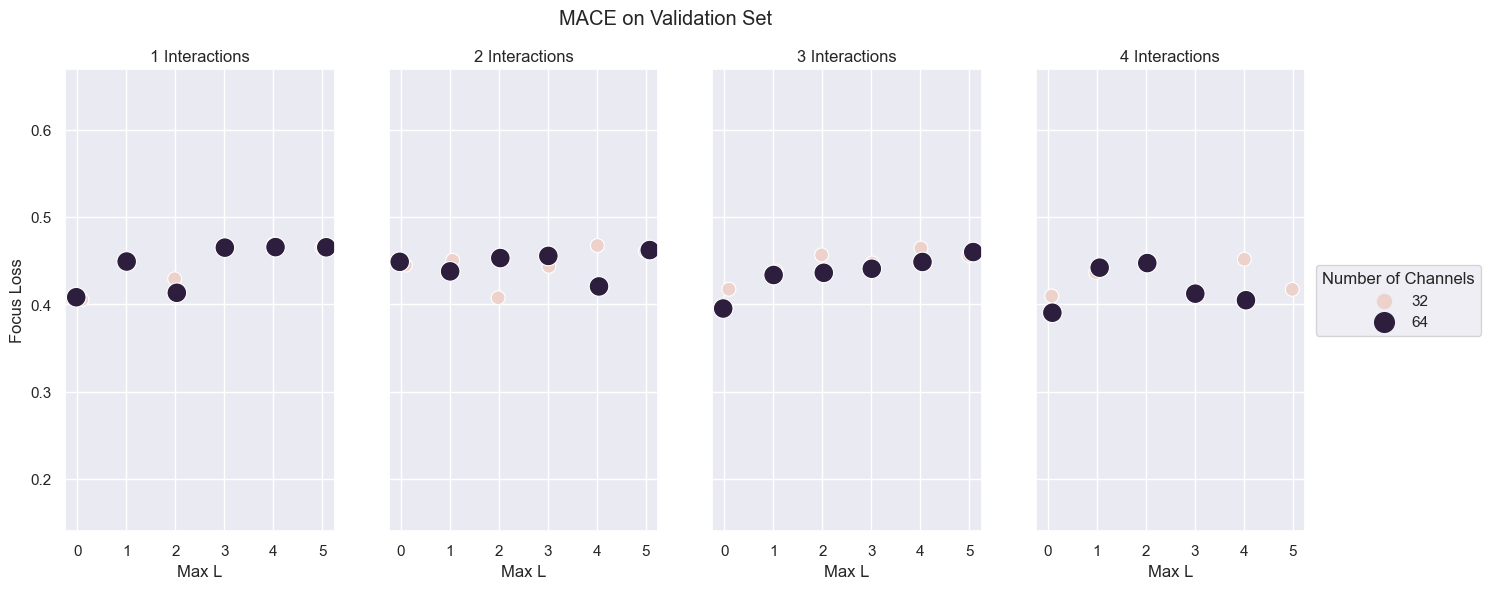 MACE on Validation Set
1 Interactions
2 Interactions
3 Interactions
4 Interactions
Focus Loss
0.6
0.5
0.4
0.3
0.2
0 1 2 3 4 5
0 1 2 3 4 5
0 1 2 3 4 5
0 1 2 3 4 5
Max L
Max L
Max L
Max L
Number of Channels
32
64